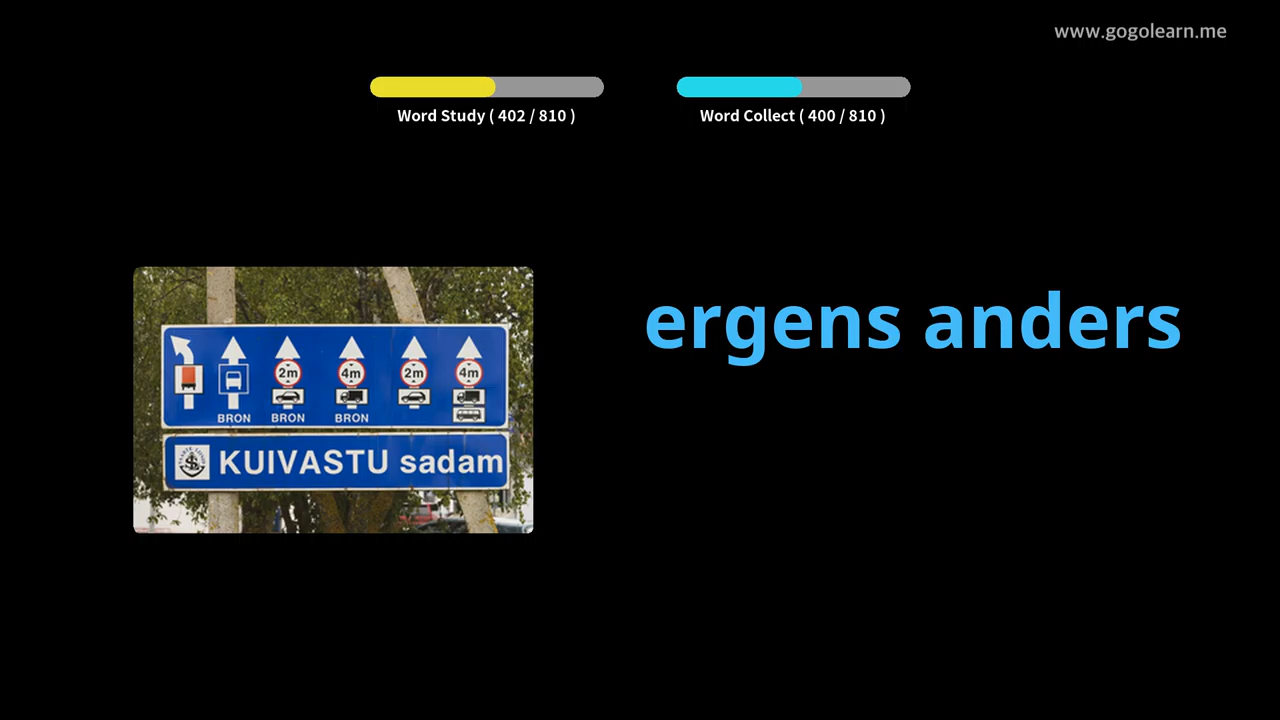 www.gogolearn.me
Word Study ( 402 / 810 )
Word Collect ( 400 / 810 )
ergens anders
2m 4m 2m 4m
BRON BRON BRON
KUIVASTU sadam